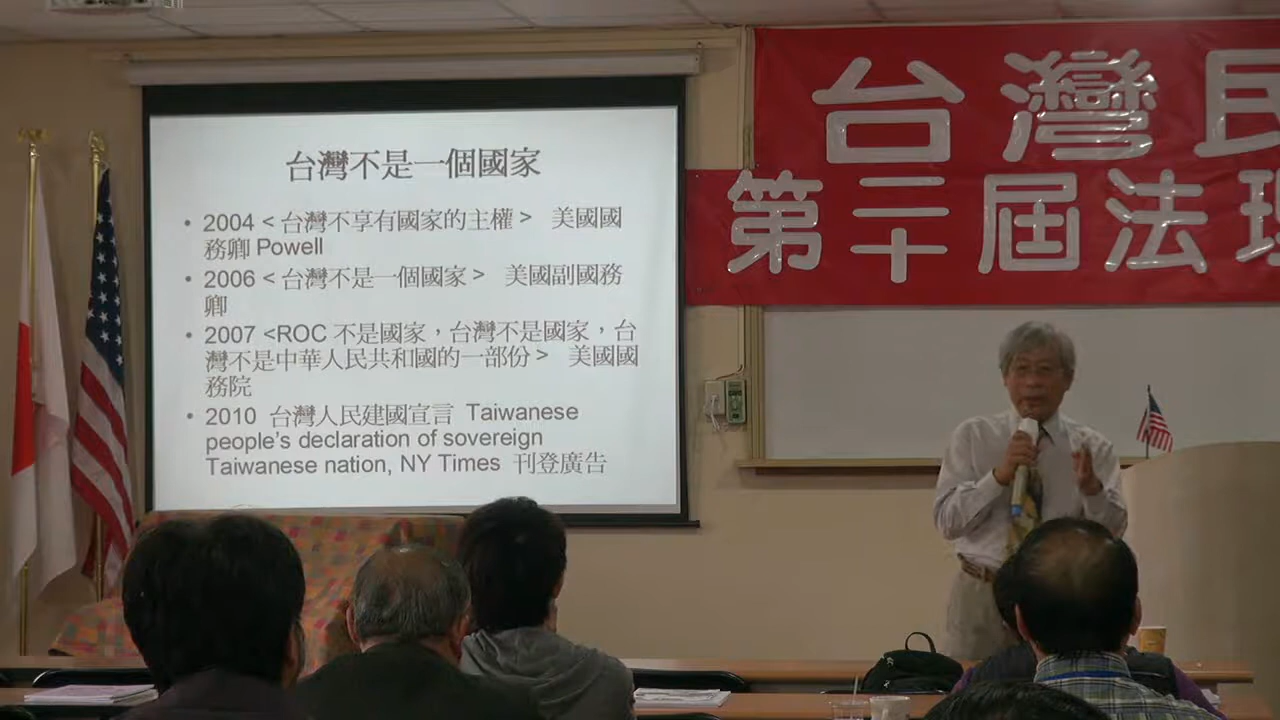 台灣不是一個國家
• 2004 < 台灣不享有國家的主權 > 美國國
務卿 Powell
• 2006 < 台灣不是一個國家 > 美國副國務
卿
• 2007 <ROC 不是國家，台灣不是國家，台
灣不是中華人民共和國的一部份 > 美國國
務院
• 2010 台灣人民建國宣言 Taiwanese
people’s declaration of sovereign
Taiwanese nation, NY Times 刊登廣告
台灣民
第二十屆法理